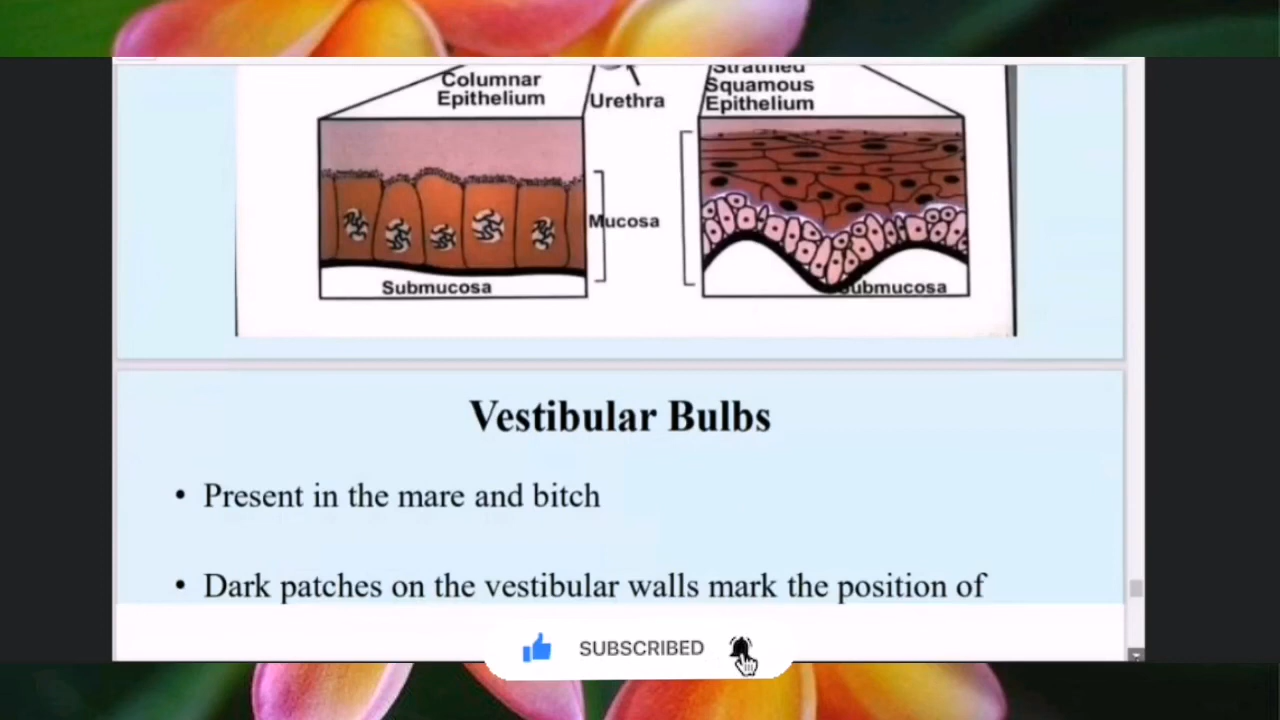 Columnar
Epithelium
Urethra
Stratified
Squamous
Epithelium
Mucosa
Submucosa
Submucosa
Vestibular Bulbs
• Present in the mare and bitch
• Dark patches on the vestibular walls mark the position of
SUBSCRIBED